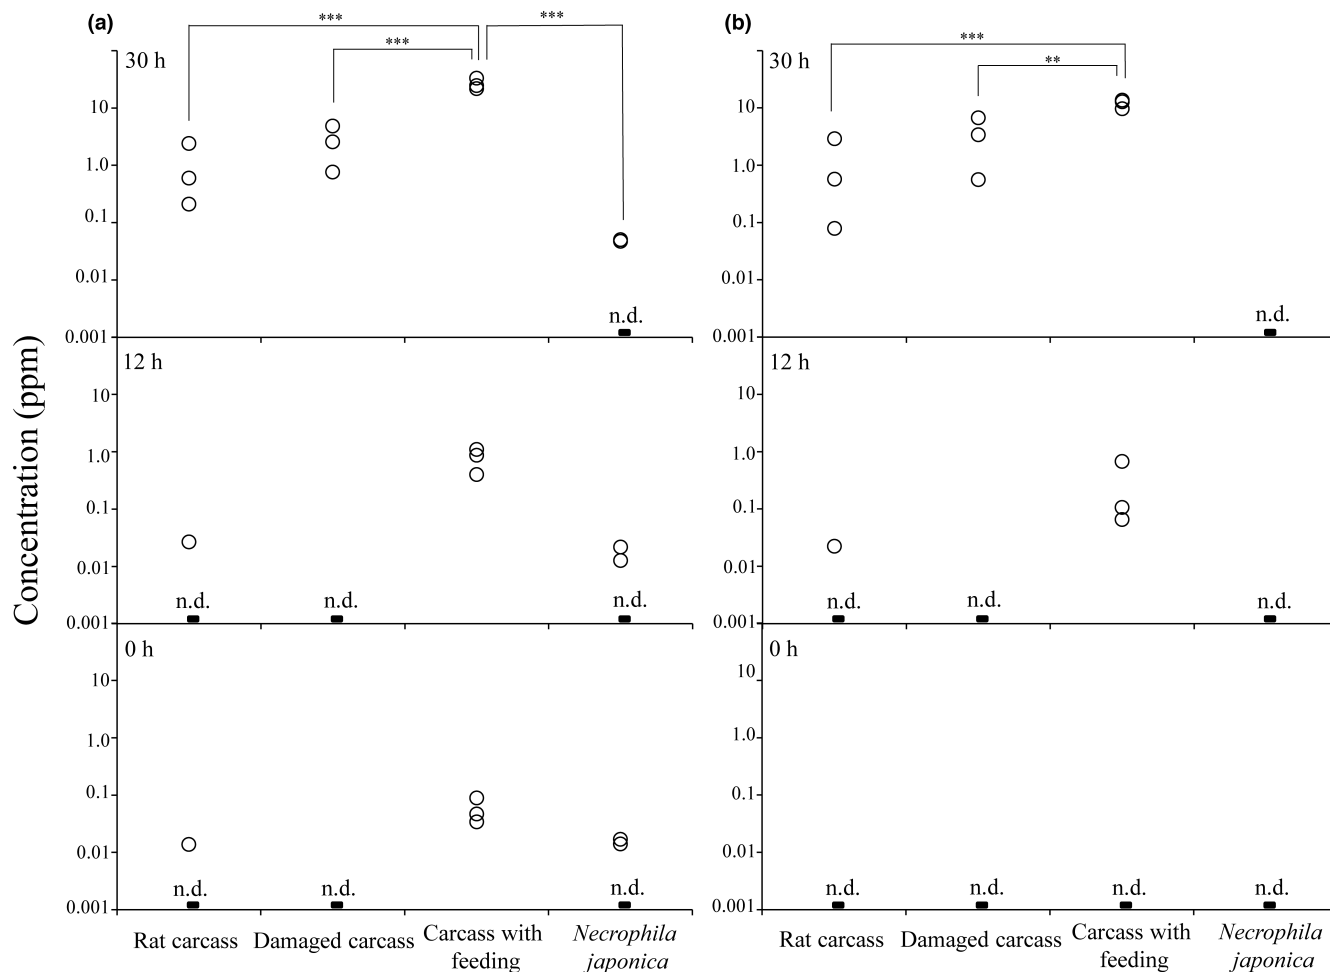 (a)
***
***
***
30 h
10
1.0
0.1
0.01
0.001
n.d.
12 h
10
1.0
0.1
0.01
0.001
n.d.
n.d.
n.d.
0 h
10
1.0
0.1
0.01
0.001
n.d.
n.d.
n.d.
Rat carcass
Damaged carcass
Carcass with
feeding
Necrophila
japonica
Concentration (ppm)
(b)
***
**
30 h
10
1.0
0.1
0.01
0.001
n.d.
12 h
10
1.0
0.1
0.01
0.001
n.d.
n.d.
n.d.
0 h
10
1.0
0.1
0.01
0.001
n.d.
n.d.
n.d.
n.d.
Rat carcass
Damaged carcass
Carcass with
feeding
Necrophila
japonica